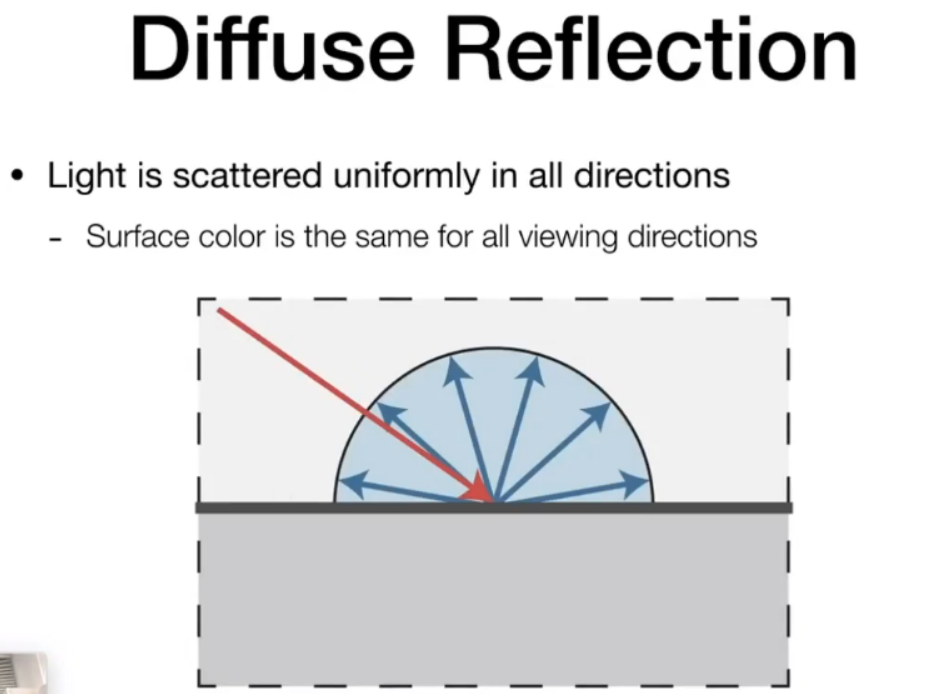 Diffuse Reflection
• Light is scattered uniformly in all directions
- Surface color is the same for all viewing directions